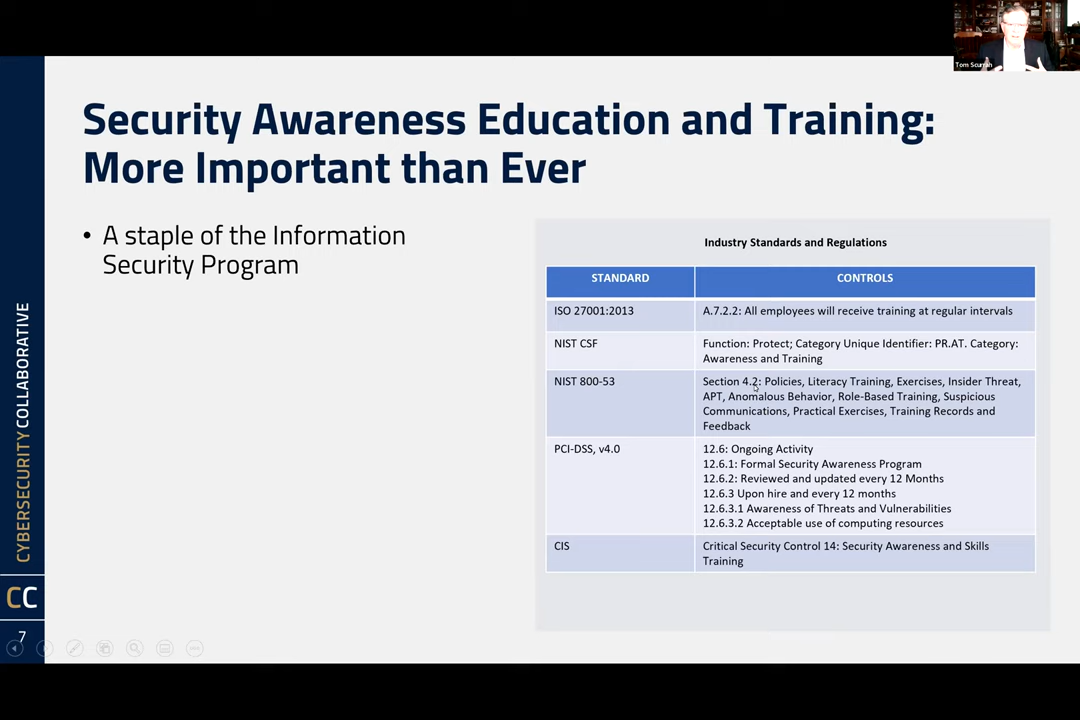 Tom Scurrah
Security Awareness Education and Training:
More Important than Ever
• A staple of the Information
Security Program
Industry Standards and Regulations
STANDARD CONTROLS
ISO 27001:2013 A.7.2.2: All employees will receive training at regular intervals
NIST CSF Function: Protect; Category Unique Identifier: PR.AT. Category:
Awareness and Training
NIST 800-53 Section 4.2: Policies, Literacy Training, Exercises, Insider Threat,
APT, Anomalous Behavior, Role-Based Training, Suspicious
Communications, Practical Exercises, Training Records and
Feedback
PCI-DSS, v4.0 12.6: Ongoing Activity
12.6.1: Formal Security Awareness Program
12.6.2: Reviewed and updated every 12 Months
12.6.3 Upon hire and every 12 months
12.6.3.1 Awareness of Threats and Vulnerabilities
12.6.3.2 Acceptable use of computing resources
CIS Critical Security Control 14: Security Awareness and Skills
Training
CYBERSECURITY COLLABORATIVE
CC
7